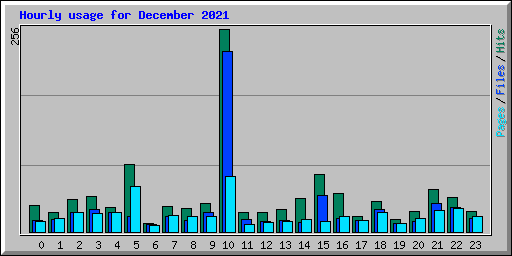 Hourly usage for December 2021
256
Pages/Files/Hits
0 1 2 3 4 5 6 7 8 9 10 11 12 13 14 15 16 17 18 19 20 21 22 23